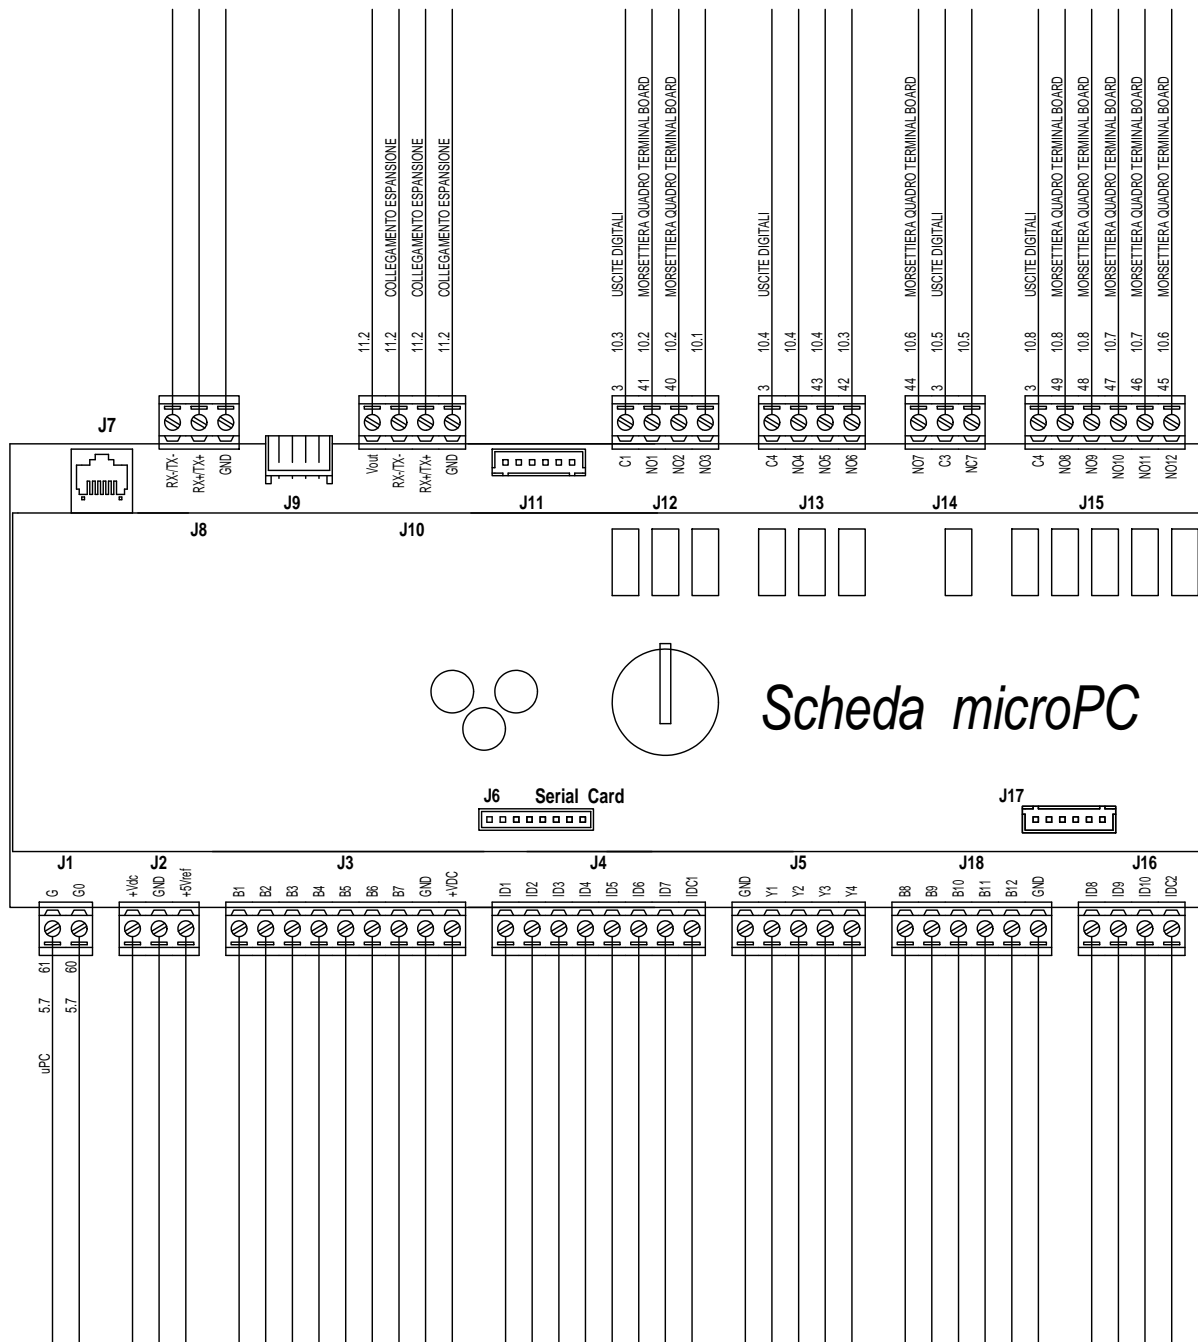 USCITE DIGITALI
MORSETTIERA QUADRO TERMINAL BOARD
MORSETTIERA QUADRO TERMINAL BOARD
USCITE DIGITALI
MORSETTIERA QUADRO TERMINAL BOARD
USCITE DIGITALI
USCITE DIGITALI
MORSETTIERA QUADRO TERMINAL BOARD
MORSETTIERA QUADRO TERMINAL BOARD
MORSETTIERA QUADRO TERMINAL BOARD
MORSETTIERA QUADRO TERMINAL BOARD
MORSETTIERA QUADRO TERMINAL BOARD
COLLEGAMENTO ESPANSIONE
COLLEGAMENTO ESPANSIONE
COLLEGAMENTO ESPANSIONE
11.2 11.2 11.2 11.2 10.3 10.2 10.2 10.1 10.4 10.4 10.4 10.3 10.6 10.5 10.5 10.8 10.8 10.8 10.7 10.7 10.6
3 41 40 3 43 42 44 3 3 49 48 47 46 45
J7
RX-/TX- RX+/TX+ GND
Vout RX-/TX- RX+/TX+ GND
C1 NO1 NO2 NO3
C4 NO4 NO5 NO6
NO7 C3 NC7
C4 NO8 NO9 NO10 NO11 NO12
J9 J11 J12 J13 J14 J15
J8 J10
Scheda microPC
J6 Serial Card
J17
J1 J2 J3 J4 J5 J18 J16
G G0
+Vdc GND +5Vref
B1 B2 B3 B4 B5 B6 B7 GND +VDC
ID1 ID2 ID3 ID4 ID5 ID6 ID7 IDC1
GND Y1 Y2 Y3 Y4
B8 B9 B10 B11 B12 GND
ID8 ID9 ID10 IDC2
61 60
5.7 5.7
uPC